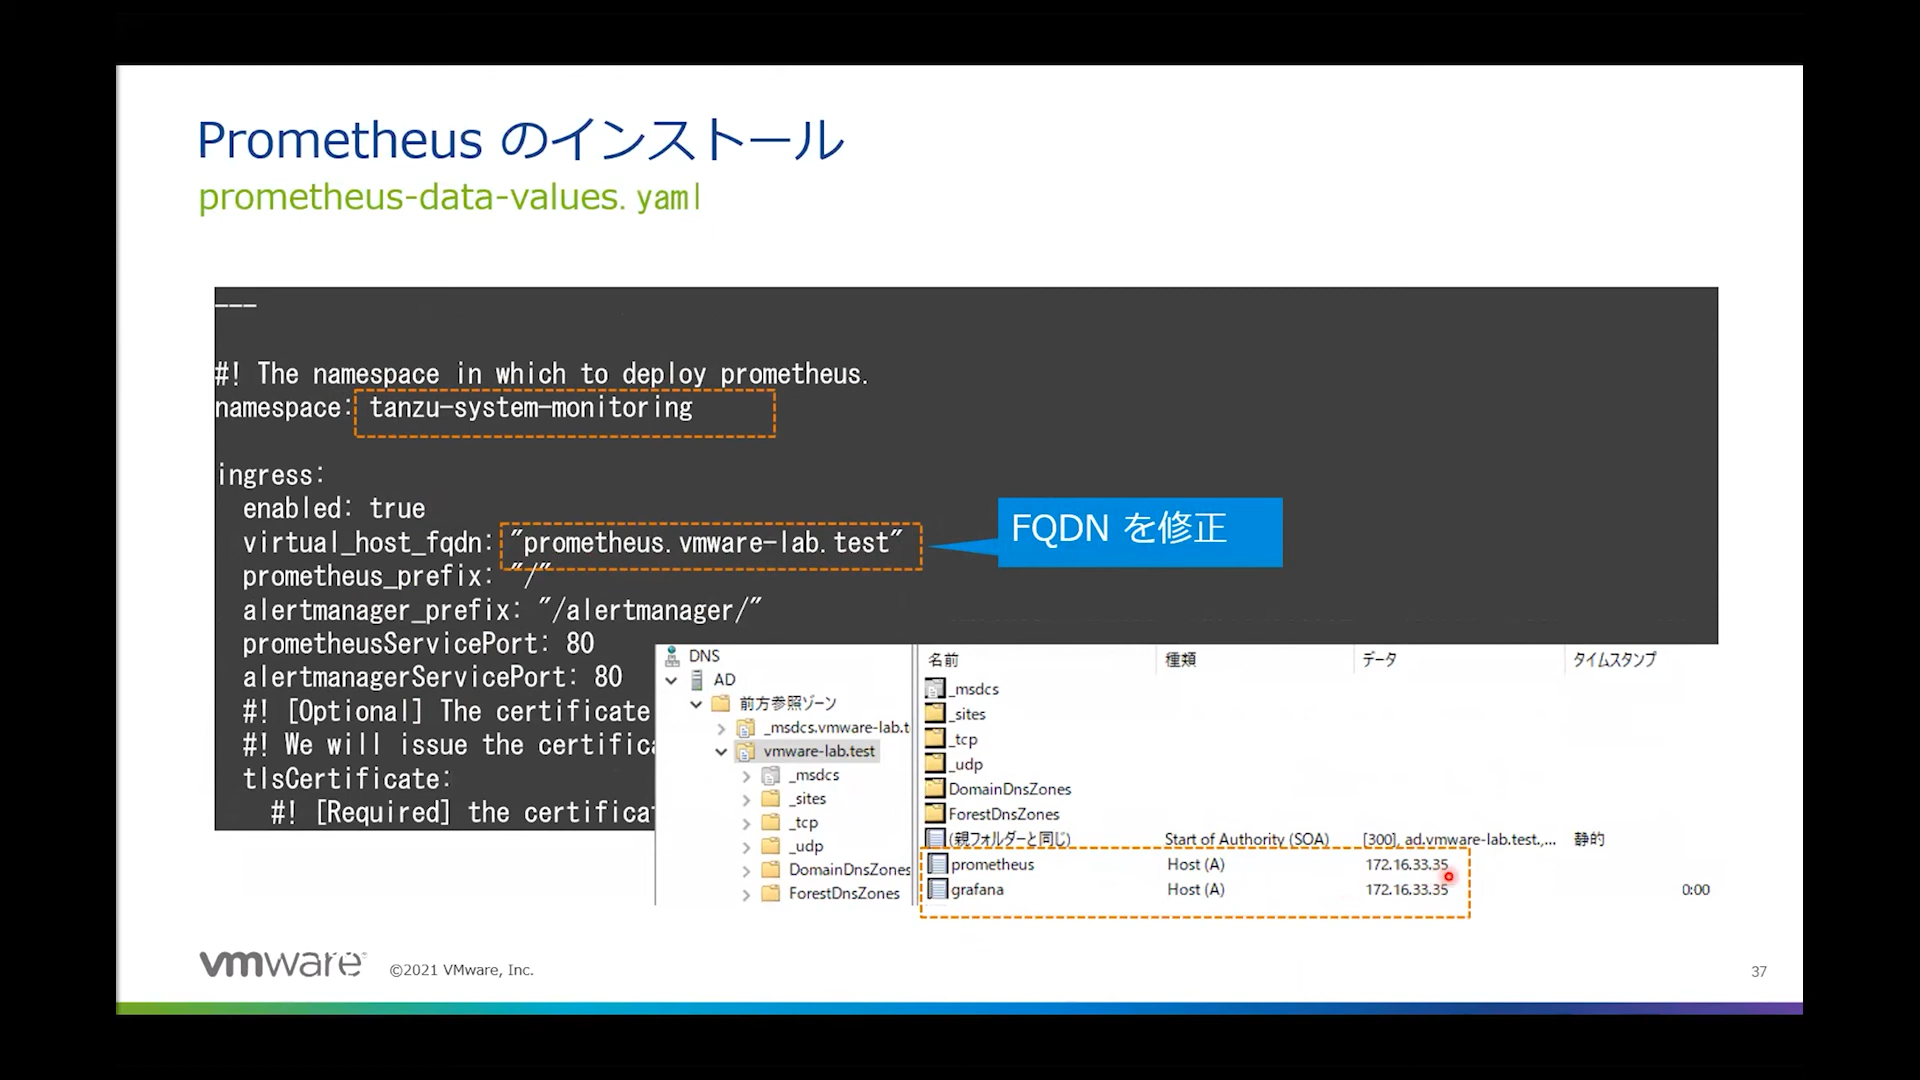 Prometheus のインストール
prometheus-data-values.yaml
---
#! The namespace in which to deploy prometheus.
namespace: tanzu-system-monitoring
ingress:
enabled: true
virtual_host_fqdn: "prometheus.vmware-lab.test"
FQDN を修正
prometheus_prefix: "/"
alertmanager_prefix: "/alertmanager/"
prometheusServicePort: 80
alertmanagerServicePort: 80
#! [Optional] The certificate
#! We will issue the certifica
tlsCertificate:
#! [Required] the certificat
DNS
AD
前方参照ゾーン
_msdcs.vmware-lab.t
vmware-lab.test
_msdcs
_sites
_tcp
_udp
DomainDnsZones
ForestDnsZones
名前 種類 データ タイムスタンプ
_msdcs
_sites
_tcp
_udp
DomainDnsZones
ForestDnsZones
(親フォルダーと同じ) Start of Authority (SOA) [300], ad.vmware-lab.test.,... 静的
prometheus Host (A) 172.16.33.35
grafana Host (A) 172.16.33.35 0:00
vmware ©2021 VMware, Inc.
37